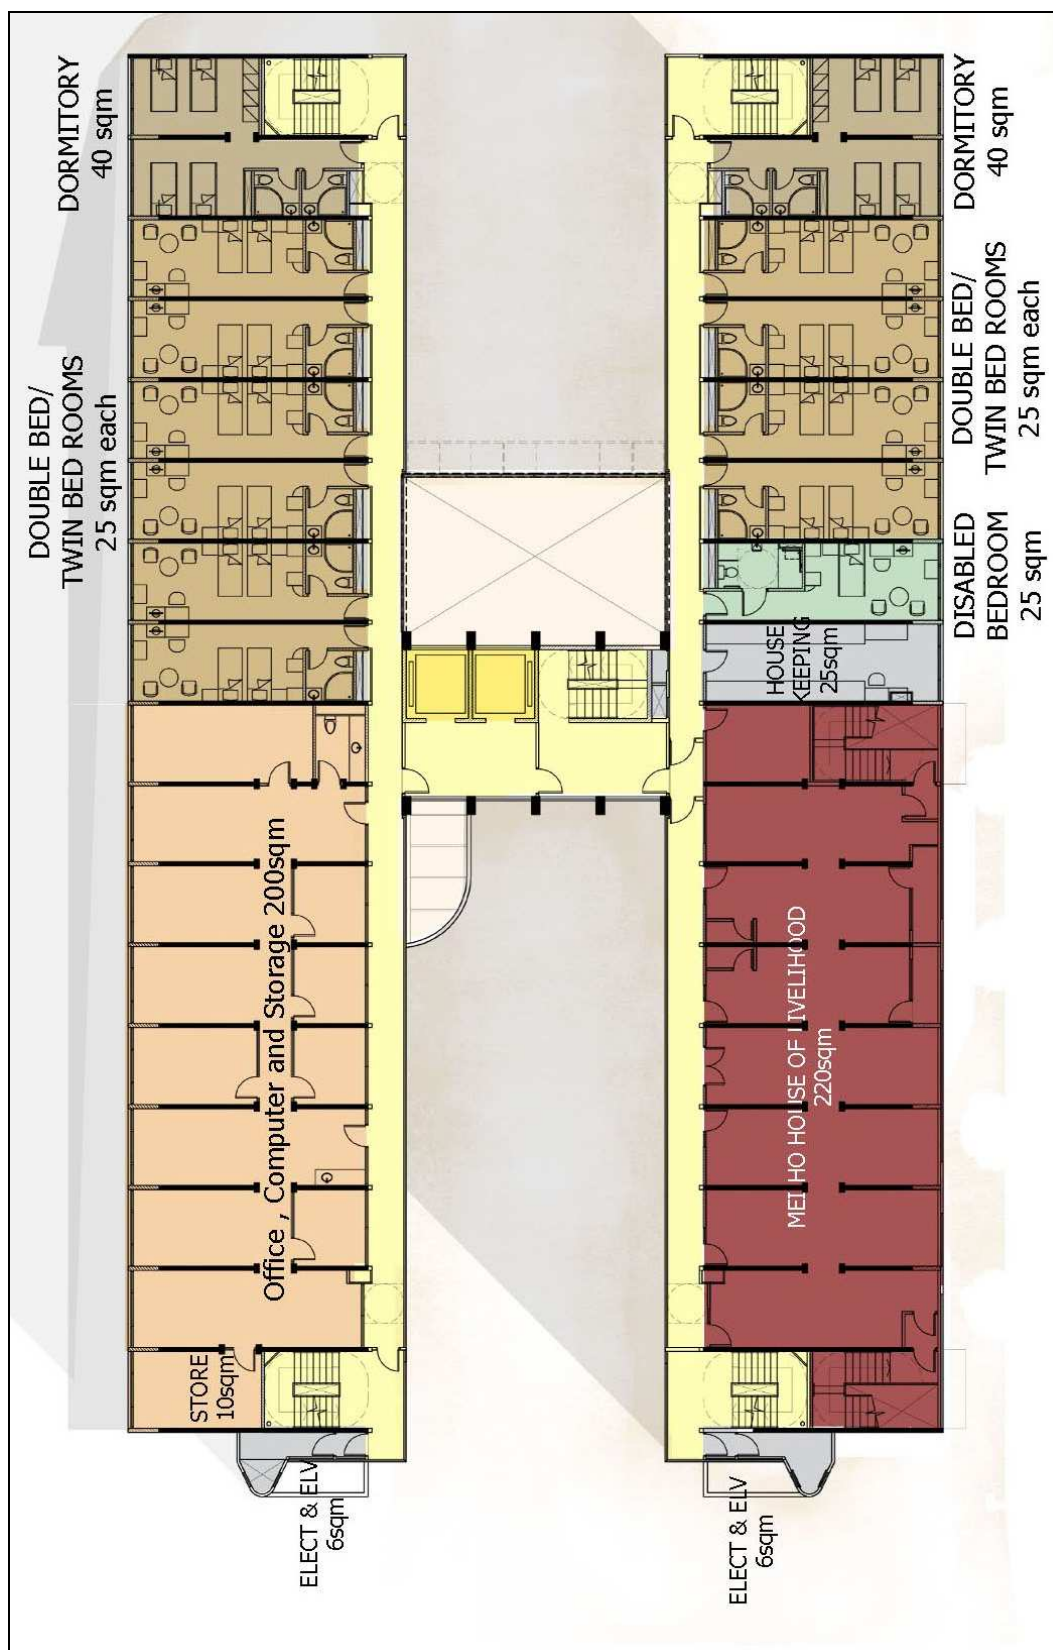 DORMITORY
40 sqm
DOUBLE BED/
TWIN BED ROOMS
25 sqm each
Office , Computer and Storage 200sqm
STORE
10sqm
ELECT & ELV
6sqm
DORMITORY
40 sqm
DOUBLE BED/
TWIN BED ROOMS
25 sqm each
DISABLED
BEDROOM
25 sqm
HOUSE
KEEPING
25sqm
MEI HO HOUSE OF LIVELIHOOD
220sqm
ELECT & ELV
6sqm